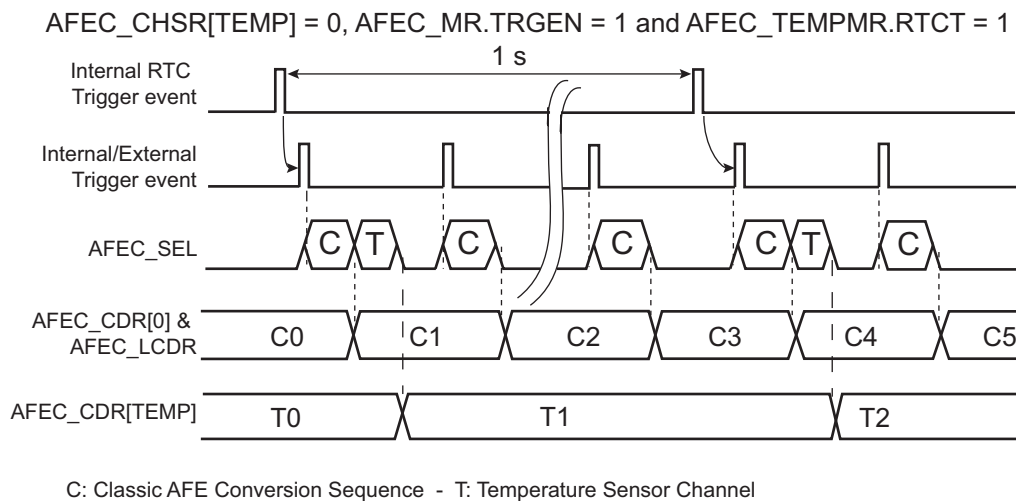 AFEC_CHSR[TEMP] = 0, AFEC_MR.TRGEN = 1 and AFEC_TEMPMR.RTCT = 1
1 s
Internal RTC
Trigger event
Internal/External
Trigger event
AFEC_SEL
C T C C C T C
AFEC_CDR[0] &
AFEC_LCDR
C0 C1 C2 C3 C4 C5
AFEC_CDR[TEMP]
T0 T1 T2
C: Classic AFE Conversion Sequence - T: Temperature Sensor Channel